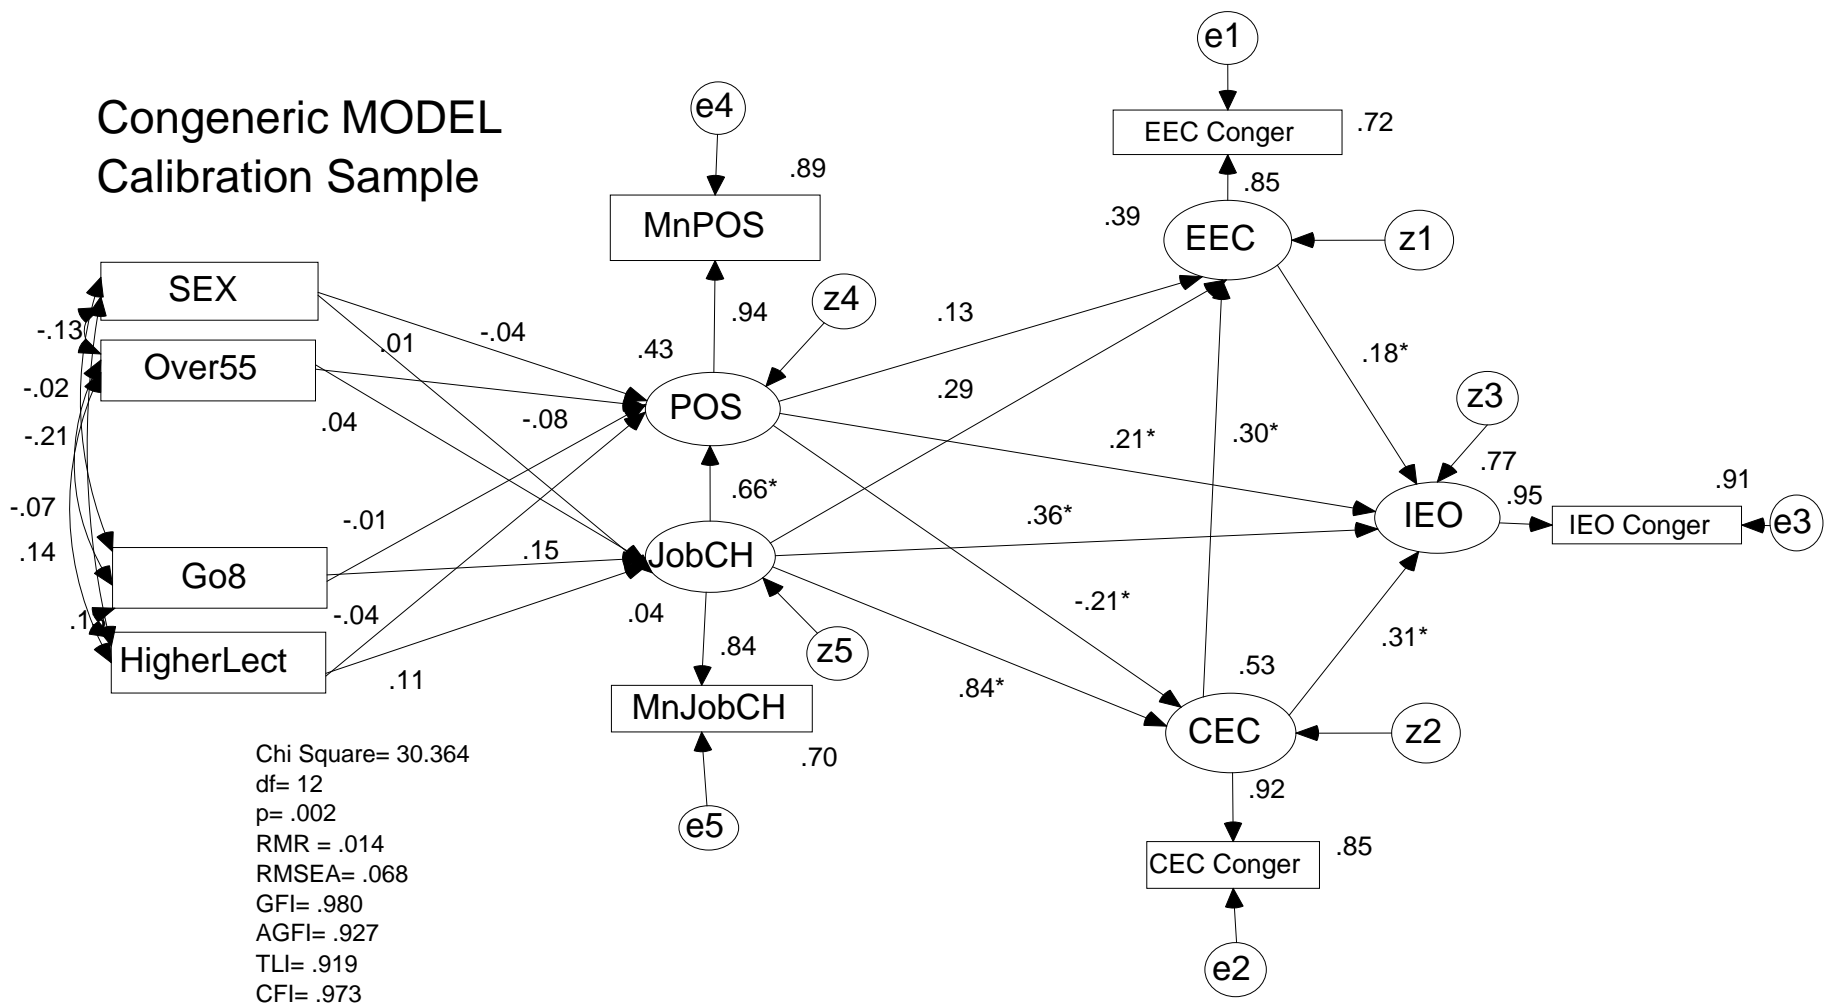 e1
Congeneric MODEL
Calibration Sample
e4
EEC Conger
.72
.89
.85
MnPOS
.39
EEC
z1
SEX
z4
-.13
.01
-.04
.94
.13
.43
Over55
.18*
-.02
POS
.29
z3
-.21
.04
-.08
.21*
.30*
.77
.66*
.95
.91
-.07
-.01
.36*
IEO
IEO Conger
e3
.14
.15
JobCH
Go8
.1
-.04
.04
-.21*
.31*
HigherLect
.84
z5
.53
.11
.84*
MnJobCH
CEC
z2
Chi Square= 30.364
.70
df= 12
.92
p= .002
e5
RMR = .014
.85
CEC Conger
RMSEA= .068
GFI= .980
AGFI= .927
TLI= .919
e2
CFI= .973